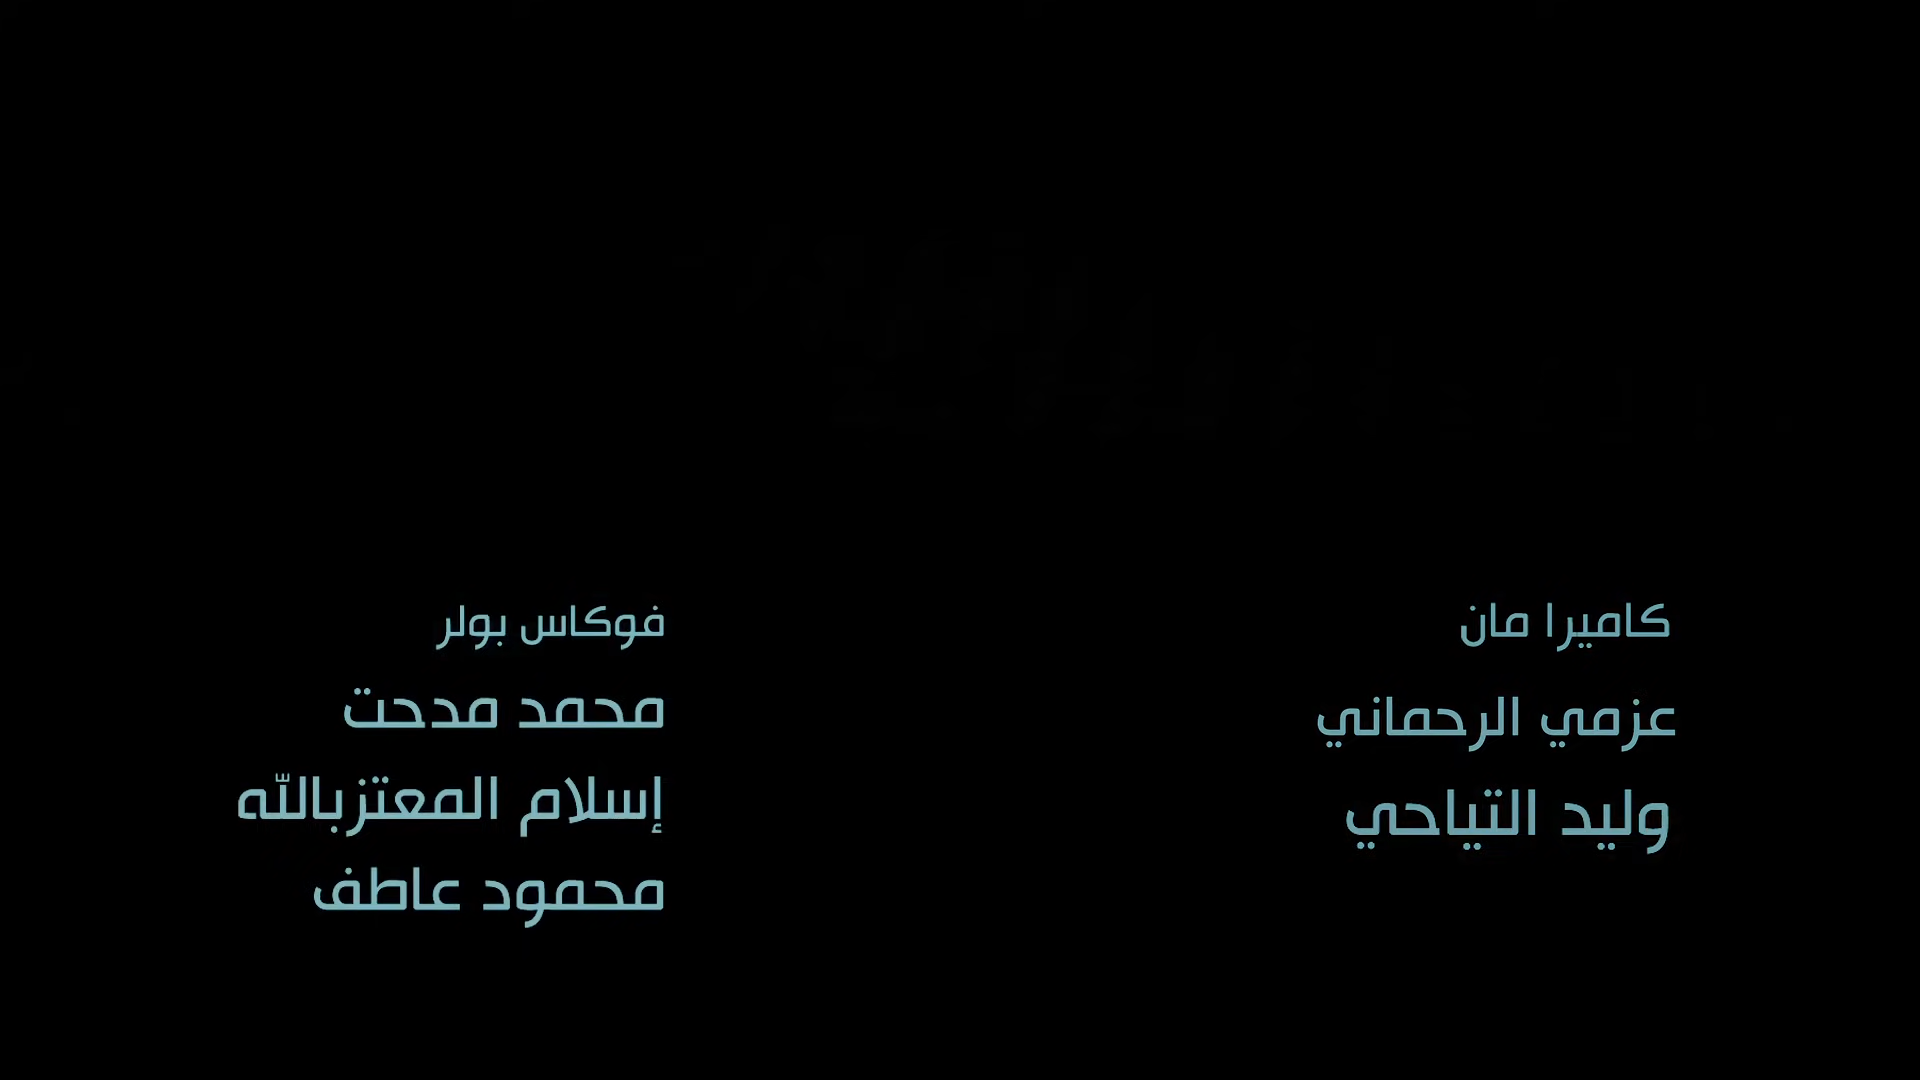 كاميرا مان
عزمي الرحماني
وليد التياحي
فوكاس بولر
محمد مدحت
إسلام المعتزبالله
محمود عاطف